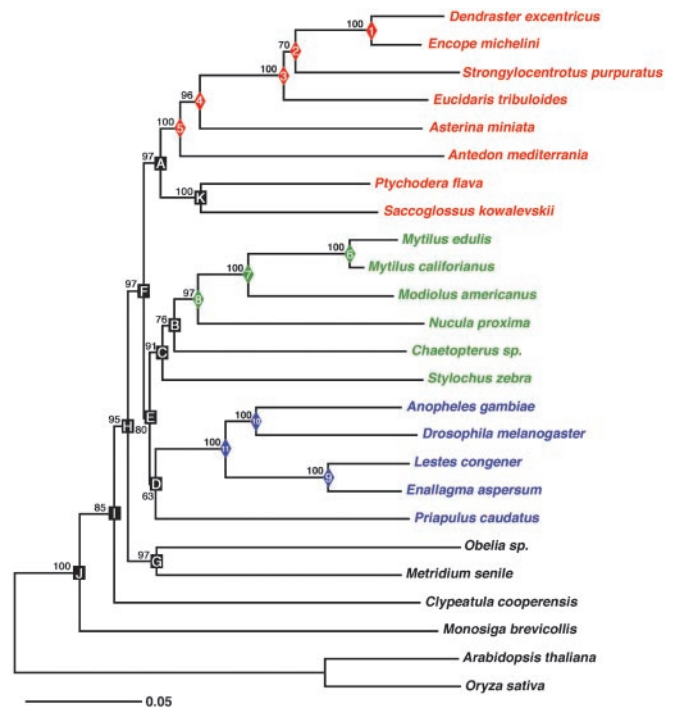 Dendraster excentricus
100
1
Encope michelini
70
2
Strongylocentrotus purpuratus
100
3
Eucidaris tribuloides
96
4
Asterina miniata
100
5
Antedon mediterrania
97
A
Ptychodera flava
100
K
Saccoglossus kowalevskii
Mytilus edulis
100
6
Mytilus califorianus
100
7
Modiolus americanus
97
F
97
8
Nucula proxima
76
B
Chaetopterus sp.
91
C
Stylochus zebra
Anopheles gambiae
100
10
95
H
80
E
Drosophila melanogaster
100
11
Lestes congener
100
9
Enallagma aspersum
63
D
Priapulus caudatus
85
I
Obelia sp.
97
G
Metridium senile
100
J
Clypeatula cooperensis
Monosiga brevicollis
Arabidopsis thaliana
Oryza sativa
0.05